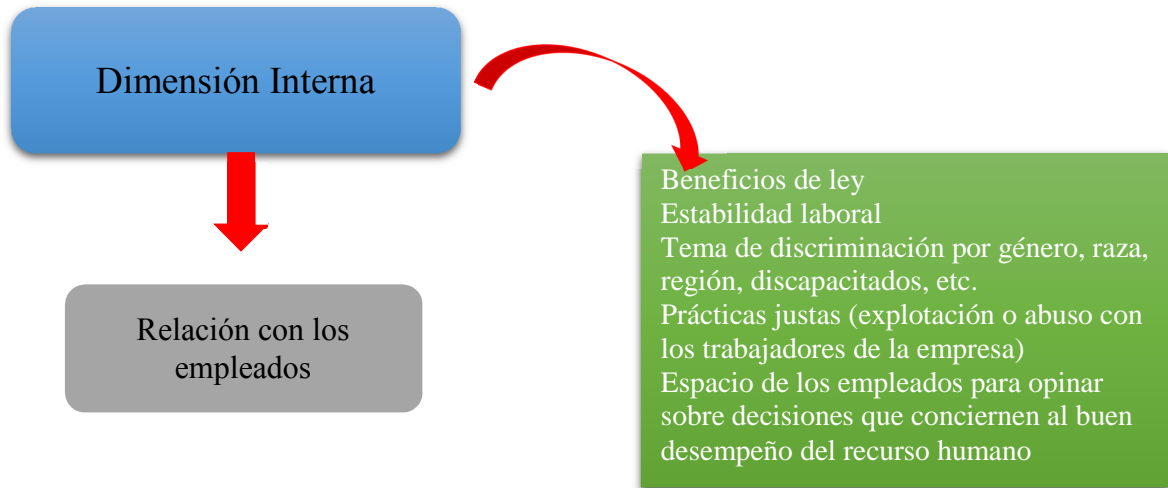 Dimensión Interna
Relación con los
empleados
Beneficios de ley
Estabilidad laboral
Tema de discriminación por género, raza,
región, discapacitados, etc.
Prácticas justas (explotación o abuso con
los trabajadores de la empresa)
Espacio de los empleados para opinar
sobre decisiones que conciernen al buen
desempeño del recurso humano